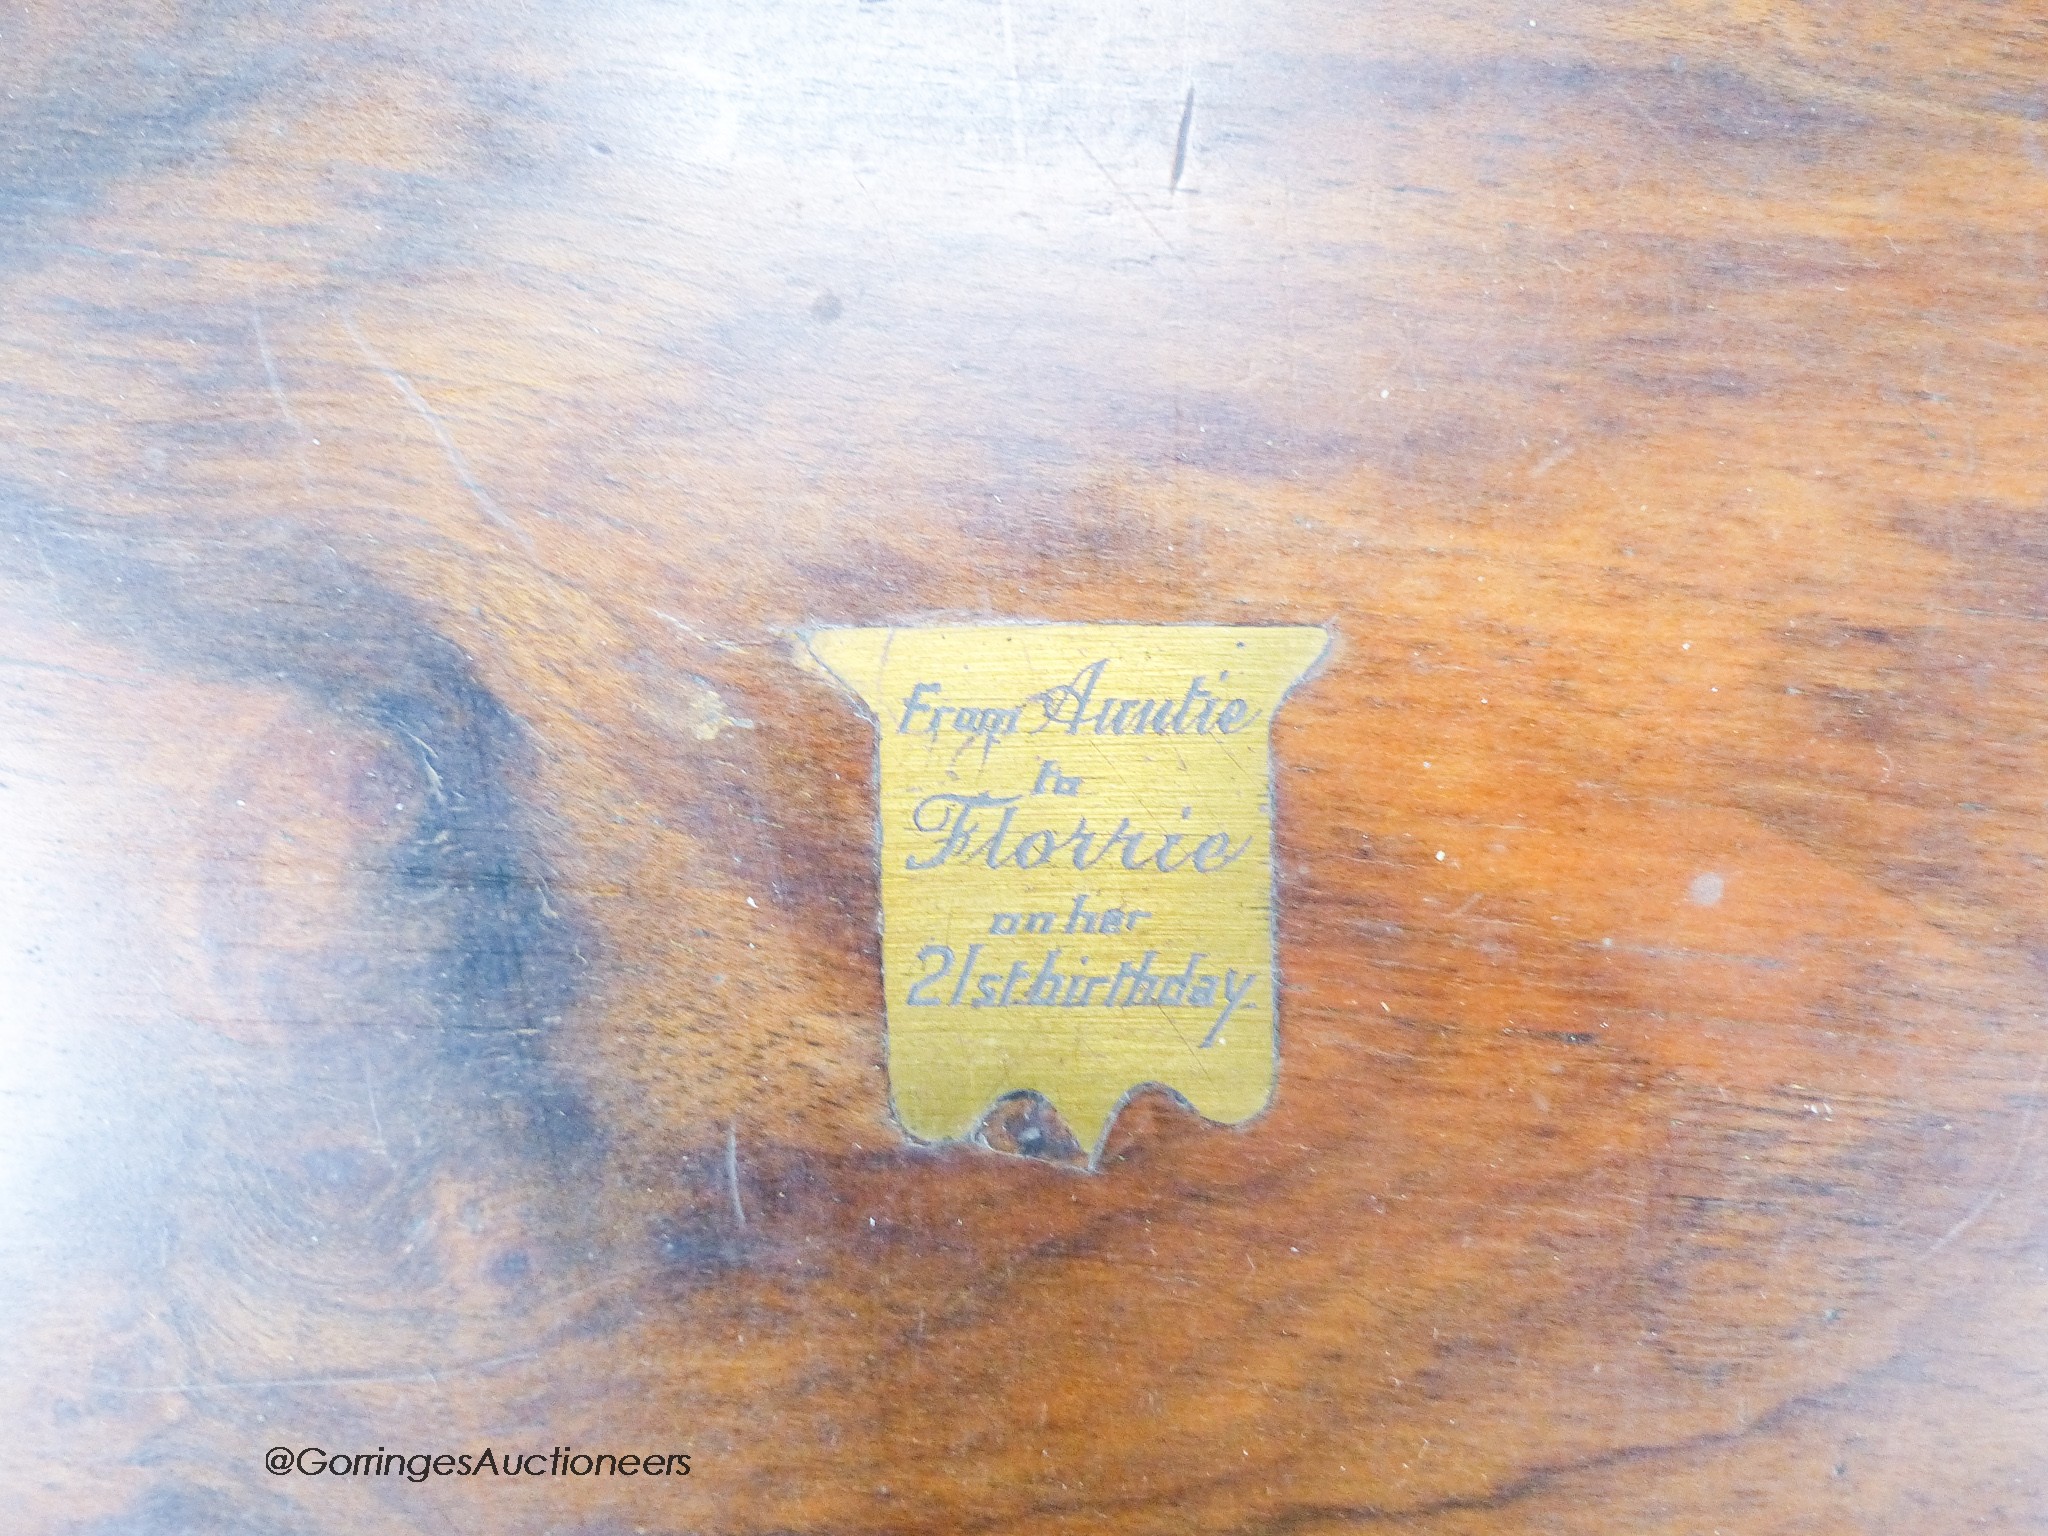 From Auntie
to
Florrie
on her
21st birthday
@GorringesAuctioneers